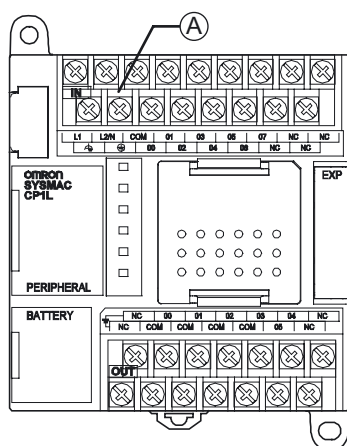 A
IN
L1 L2/N COM 01 03 05 07 NC NC
00 02 04 06 NC NC
OMRON
SYSMAC
CP1L
EXP
PERIPHERAL
BATTERY
NC 00 01 02 03 04 NC
NC COM COM COM COM 05 NC
OUT